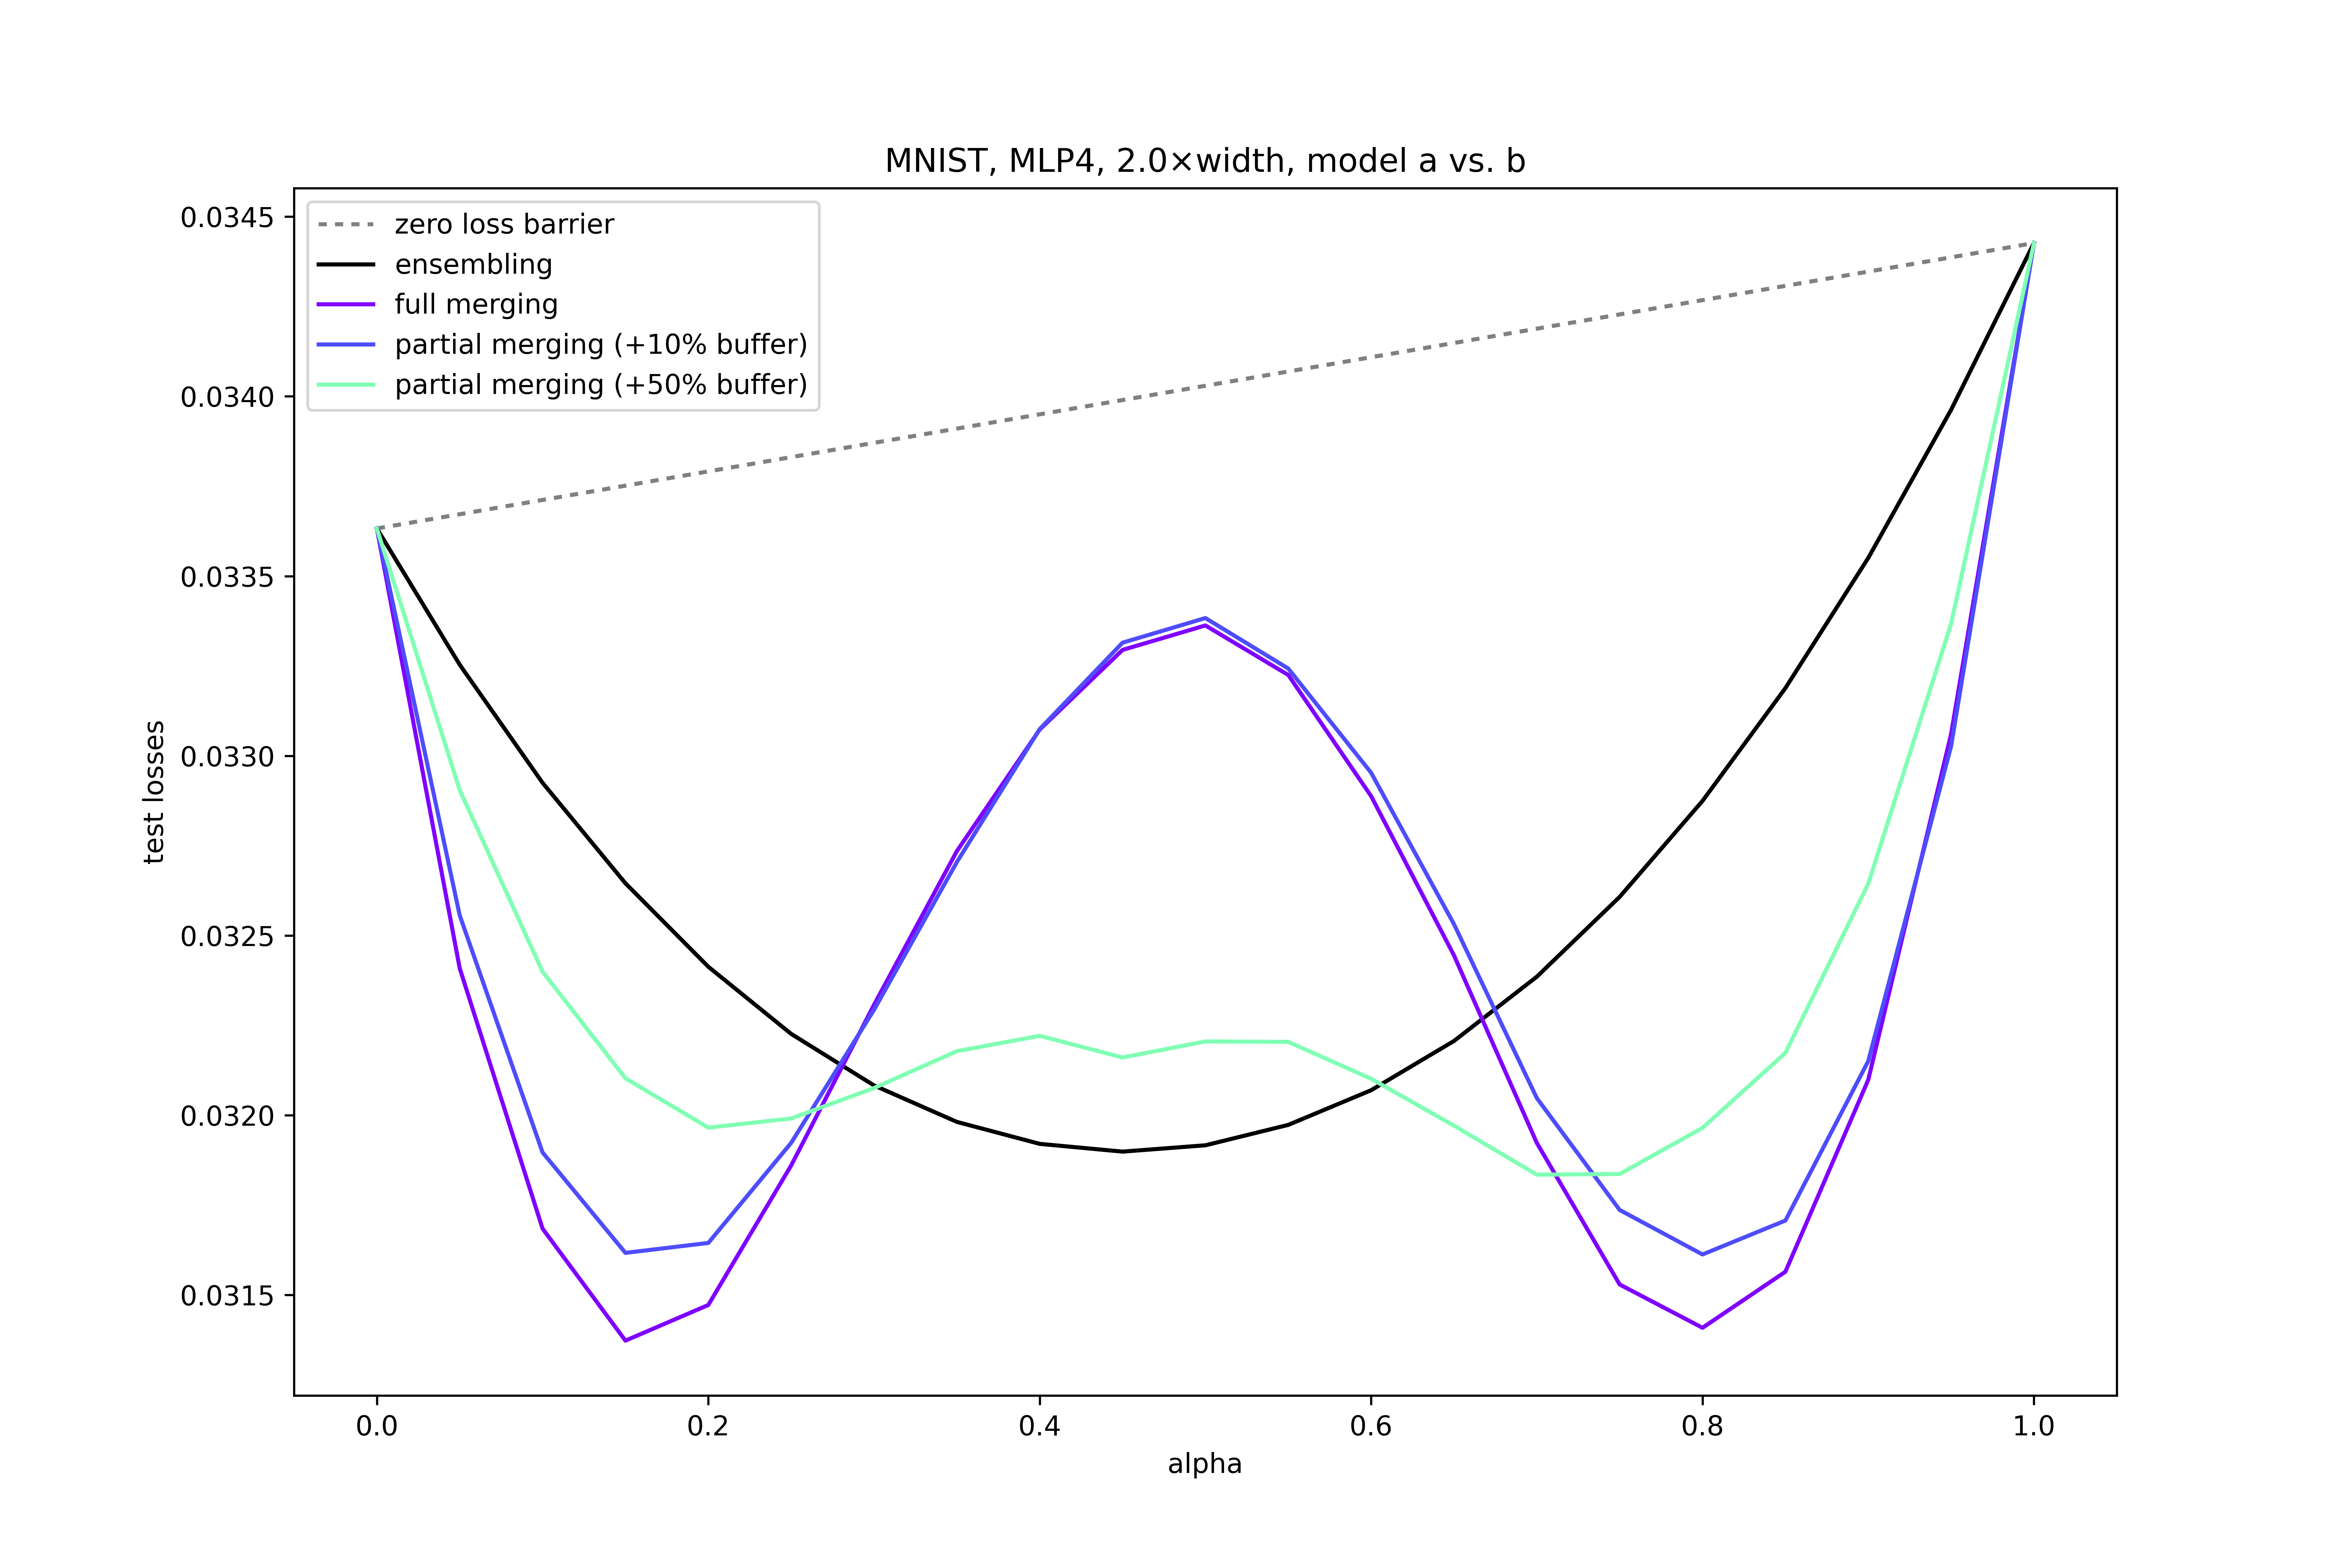 MNIST, MLP4, 2.0×width, model a vs. b
zero loss barrier
ensembling
full merging
partial merging (+10% buffer)
partial merging (+50% buffer)
test losses
0.0345
0.0340
0.0335
0.0330
0.0325
0.0320
0.0315
0.0 0.2 0.4 0.6 0.8 1.0
alpha